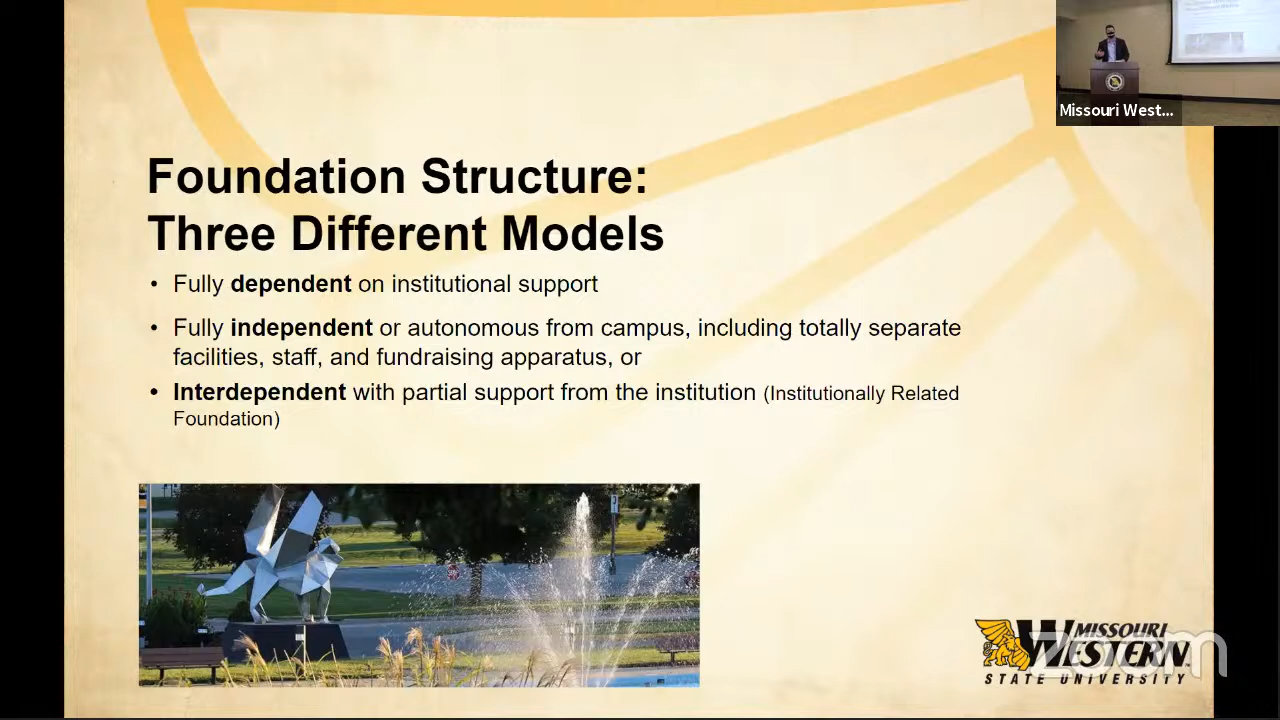 Missouri West...
Foundation Structure:
Three Different Models
• Fully dependent on institutional support
• Fully independent or autonomous from campus, including totally separate
facilities, staff, and fundraising apparatus, or
• Interdependent with partial support from the institution (Institutionally Related
Foundation)
MISSOURI
WESTERN
STATE UNIVERSITY
zoom